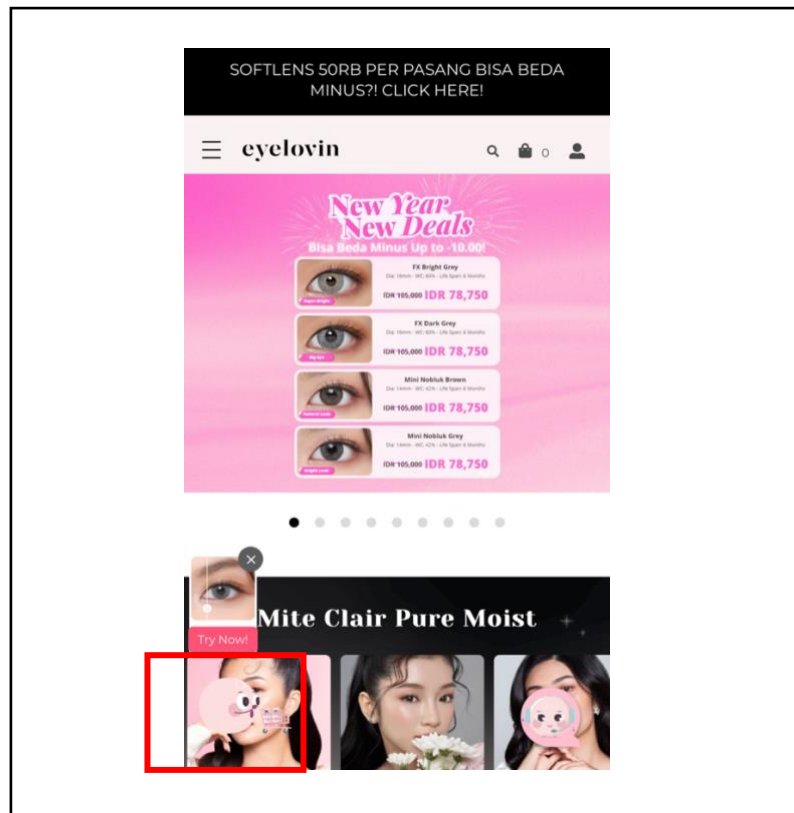 SOFTLENS 50RB PER PASANG BISA BEDA
MINUS?! CLICK HERE!
eyelovin
0
New Year
New Deals
Bisa Beda Minus Up to -10.00!
FX Bright Grey
IDR 105,000 IDR 78,750
FX Dark Grey
IDR 105,000 IDR 78,750
Big Eye
Mini Nobluk Brown
IDR 105,000 IDR 78,750
Mini Nobluk Grey
IDR 105,000 IDR 78,750
Mite Clair Pure Moist
Try Now!